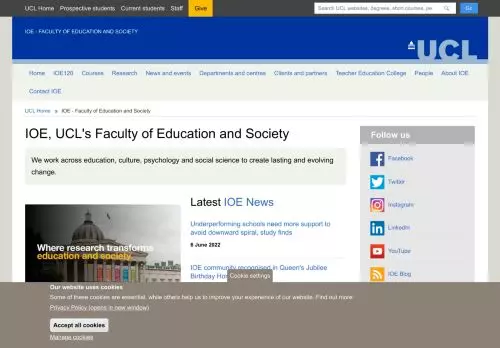 UCL Home Prospective students Current students Staff Give Search UCL websites, degrees, short courses, pe Go
IOE - FACULTY OF EDUCATION AND SOCIETY
UCL
Home IOE120 Courses Research News and events Departments and centres Clients and partners Teacher Education College People About IOE
Contact IOE
UCL Home » IOE - Faculty of Education and Society
IOE, UCL's Faculty of Education and Society
We work across education, culture, psychology and social science to create lasting and evolving
change.
Follow us
Facebook
Twitter
Instagram
LinkedIn
YouTube
IOE Blog
Where research transforms
education and society.
Latest IOE News
Underperforming schools need more support to
avoid downward spiral, study finds
6 June 2022
IOE community recognised in Queen's Jubilee
Birthday Ho
Cookie settings
Our website uses cookies
Some of these cookies are essential, while others help us to improve your experience of our website. Find out more:
Privacy Policy (opens in new window)
Accept all cookies
Manage cookies